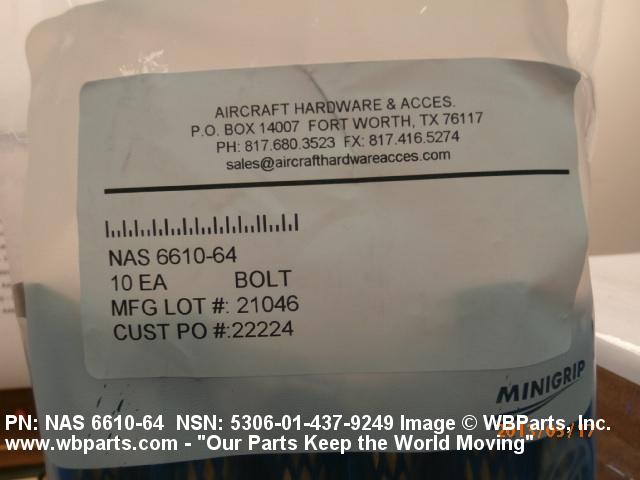 AIRCRAFT HARDWARE & ACCES.
P.O. BOX 14007 FORT WORTH, TX 76117
PH: 817.680.3523 FX: 817.416.5274
sales@aircrafthardwareacces.com
NAS 6610-64
10 EA BOLT
MFG LOT #: 21046
CUST PO #:22224
MINIGRIP
PN: NAS 6610-64 NSN: 5306-01-437-9249 Image © WBParts, Inc.
www.wbparts.com - "Our Parts Keep the World Moving"